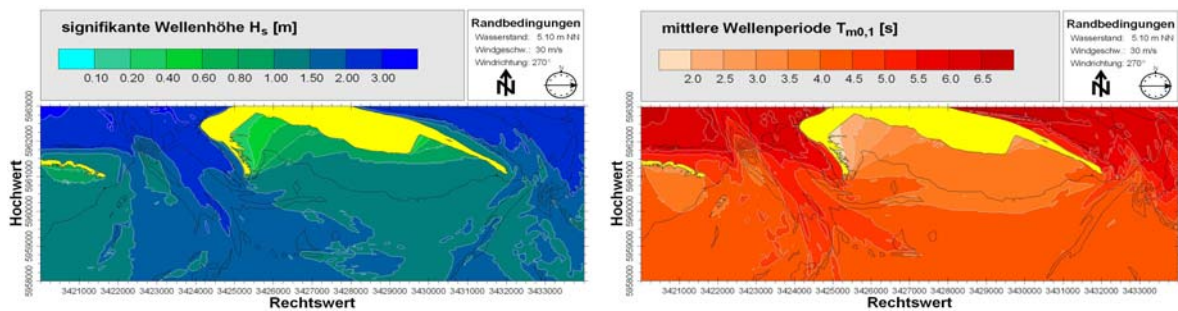 signifikante Wellenhöhe Hs [m]
0.10 0.20 0.40 0.60 0.80 1.00 1.50 2.00 3.00
Randbedingungen
Wasserstand: 5.10 m NN
Windgeschw.: 30 m/s
Windrichtung: 270°
N
Hochwert
5963000
5962000
5961000
5960000
5958000
3421000 3422000 3423000 3424000 3425000 3426000 3427000 3428000 3429000 3430000 3431000 3432000 3433000
Rechtswert
mittlere Wellenperiode Tm0,1 [s]
2.0 2.5 3.0 3.5 4.0 4.5 5.0 5.5 6.0 6.5
Randbedingungen
Wasserstand: 5.10 m NN
Windgeschw.: 30 m/s
Windrichtung: 270°
N
Hochwert
5962000
5961000
5960000
5958000
3421000 3422000 3423000 3424000 3425000 3426000 3427000 3428000 3429000 3430000 3431000 3432000 3433000
Rechtswert